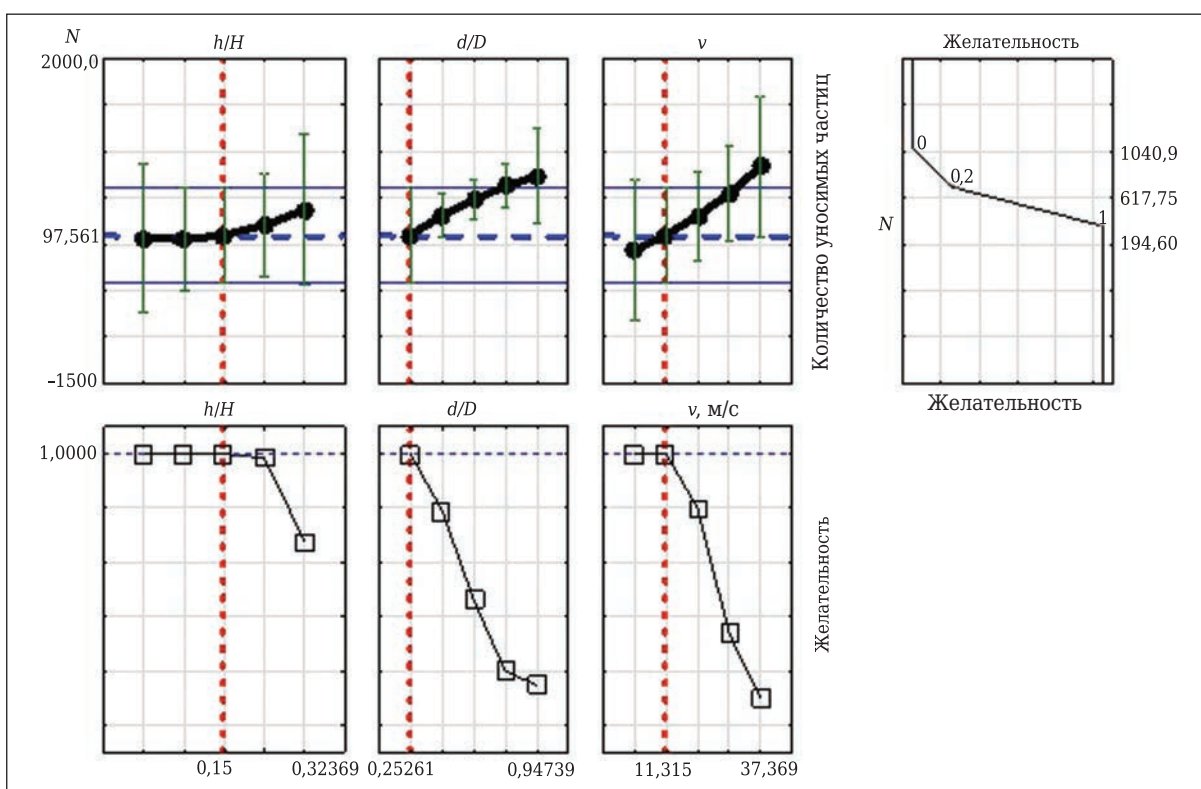 N
h/H
d/D
v
Желательность
2000,0
97,561
–1500
Количество уносимых частиц
N
0
0,2
1
1040,9
617,75
194,60
Желательность
h/H
d/D
v, м/с
1,0000
Желательность
0,15
0,32369
0,25261
0,94739
11,315
37,369